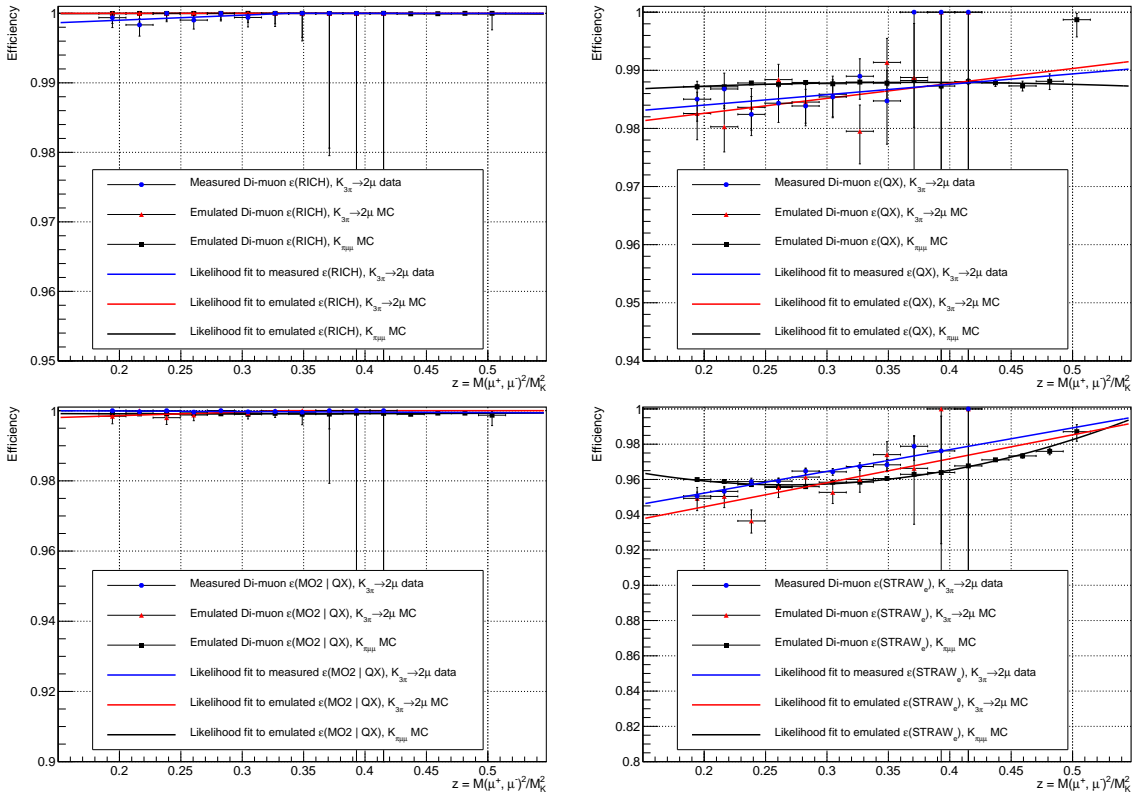 Efficiency
1
0.99
0.98
0.97
0.96
0.95
Measured Di-muon ε(RICH), K3π→2μ data
Emulated Di-muon ε(RICH), K3π→2μ MC
Emulated Di-muon ε(RICH), Kπμμ MC
Likelihood fit to measured ε(RICH), K3π→2μ data
Likelihood fit to emulated ε(RICH), K3π→2μ MC
Likelihood fit to emulated ε(RICH), Kπμμ MC
0.2 0.25 0.3 0.35 0.4 0.45 0.5
z = M(μ⁺, μ⁻)²/M²K
Efficiency
1
0.99
0.98
0.97
0.96
0.95
0.94
Measured Di-muon ε(QX), K3π→2μ data
Emulated Di-muon ε(QX), K3π→2μ MC
Emulated Di-muon ε(QX), Kπμμ MC
Likelihood fit to measured ε(QX), K3π→2μ data
Likelihood fit to emulated ε(QX), K3π→2μ MC
Likelihood fit to emulated ε(QX), Kπμμ MC
0.2 0.25 0.3 0.35 0.4 0.45 0.5
z = M(μ⁺, μ⁻)²/M²K
Efficiency
1
0.98
0.96
0.94
0.92
0.9
Measured Di-muon ε(MO2 | QX), K3π→2μ data
Emulated Di-muon ε(MO2 | QX), K3π→2μ MC
Emulated Di-muon ε(MO2 | QX), Kπμμ MC
Likelihood fit to measured ε(MO2 | QX), K3π→2μ data
Likelihood fit to emulated ε(MO2 | QX), K3π→2μ MC
Likelihood fit to emulated ε(MO2 | QX), Kπμμ MC
0.2 0.25 0.3 0.35 0.4 0.45 0.5
z = M(μ⁺, μ⁻)²/M²K
Efficiency
1
0.98
0.96
0.94
0.92
0.9
0.88
0.86
0.84
0.82
0.8
Measured Di-muon ε(STRAWe), K3π→2μ data
Emulated Di-muon ε(STRAWe), K3π→2μ MC
Emulated Di-muon ε(STRAWe), Kπμμ MC
Likelihood fit to measured ε(STRAWe), K3π→2μ data
Likelihood fit to emulated ε(STRAWe), K3π→2μ MC
Likelihood fit to emulated ε(STRAWe), Kπμμ MC
0.2 0.25 0.3 0.35 0.4 0.45 0.5
z = M(μ⁺, μ⁻)²/M²K